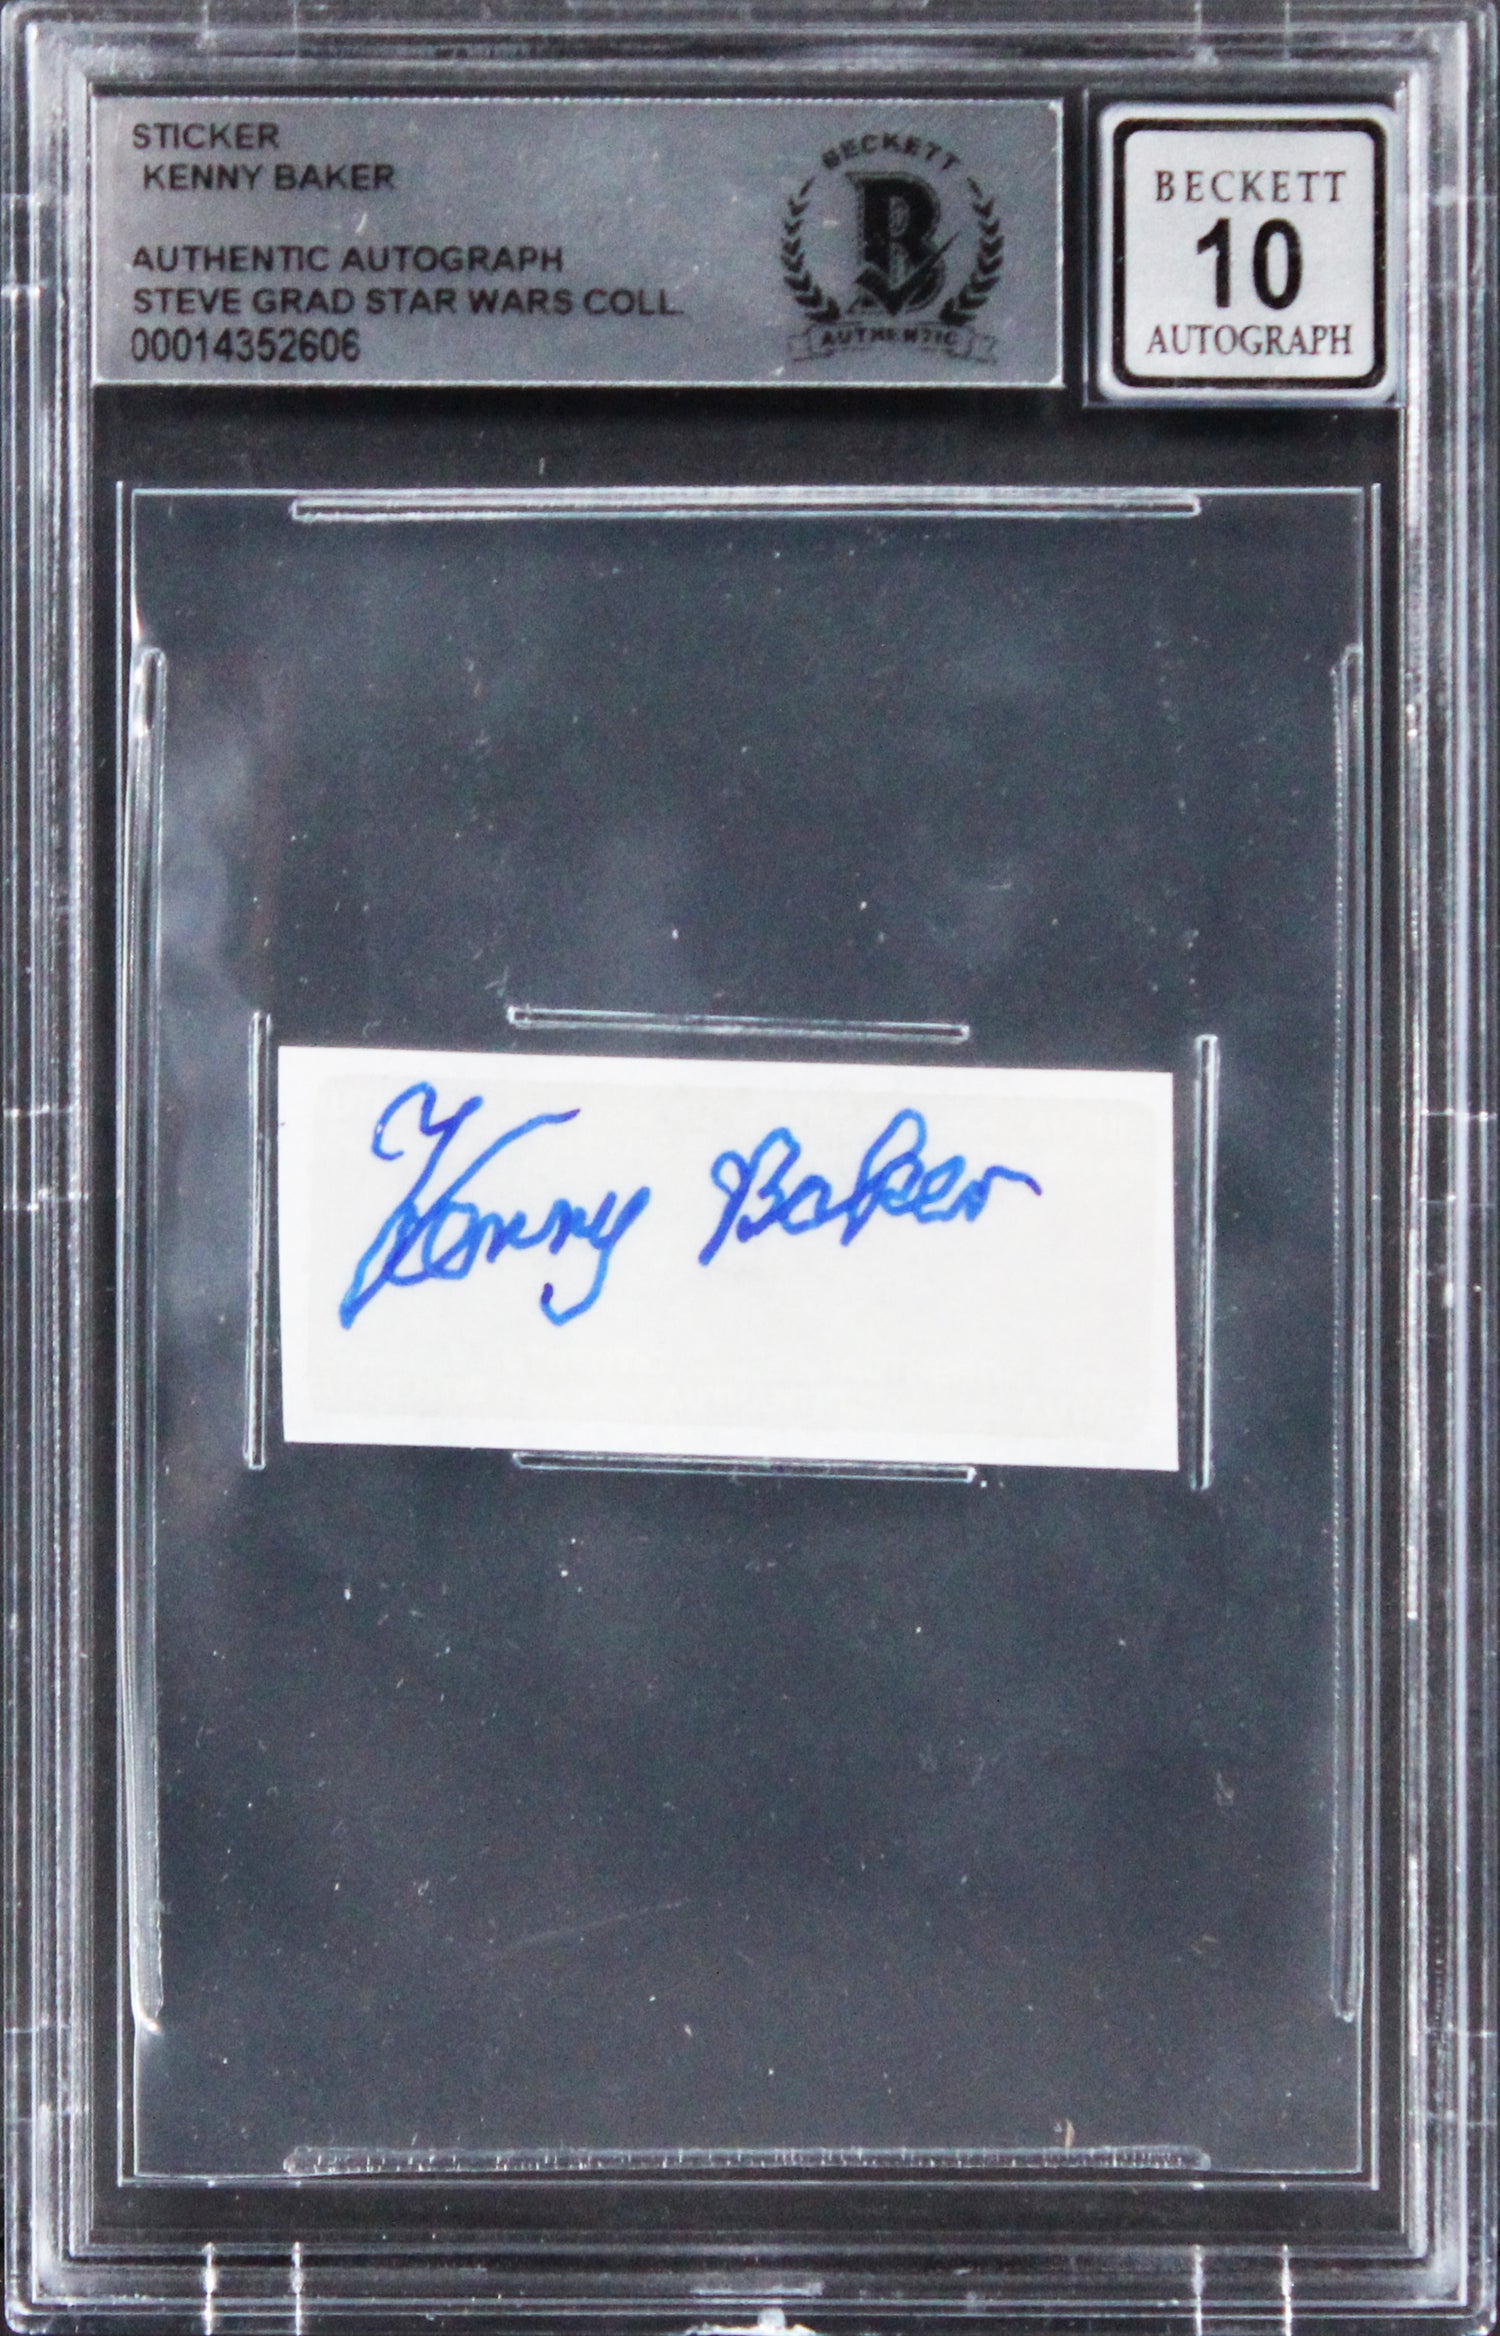 STICKER
KENNY BAKER
AUTHENTIC AUTOGRAPH
STEVE GRAD STAR WARS COLL.
00014352606
BECKETT
B
AUTHENTIC
BECKETT
10
AUTOGRAPH
Kenny Baker